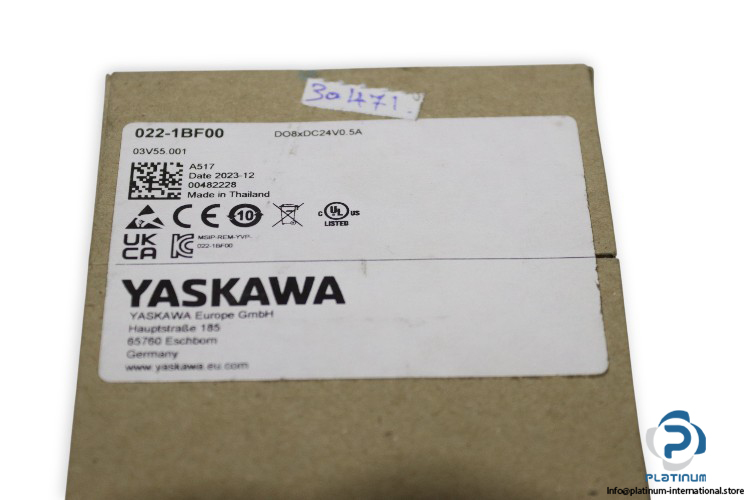 30471
022-1BF00 DO8xDC24V0.5A
03V55.001
A517
Date 2023-12
00482228
Made in Thailand
CE 10 C UL US
LISTED
UK
CA
MSIP-REM-YVP-
022-1BF00
YASKAWA
YASKAWA Europe GmbH
Hauptstraße 185
65760 Eschborn
Germany
www.yaskawa.eu.com
PLATINUM
Info@platinum-international.store